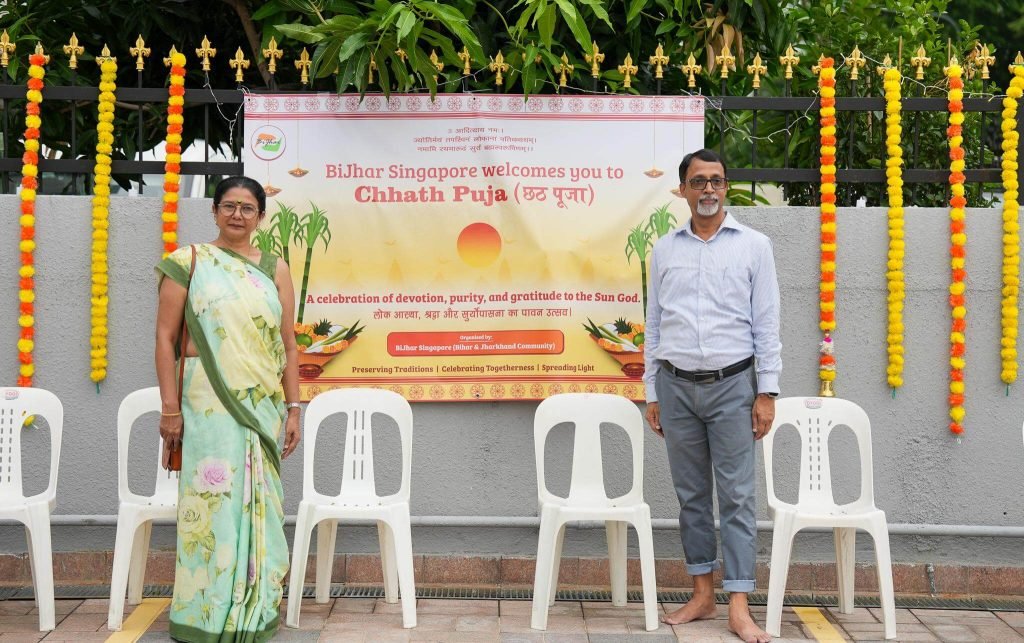 BiJhar
ॐ आदित्याय नमः।
BiJhar Singapore welcomes you to
Chhath Puja (छठ पूजा)
A celebration of devotion, purity, and gratitude to the Sun God.
लोक आस्था, श्रद्धा और सुर्योपासना का पावन उत्सव|
Organised by:
BiJhar Singapore (Bihar & Jharkhand Community)
Preserving Traditions | Celebrating Togetherness | Spreading Light